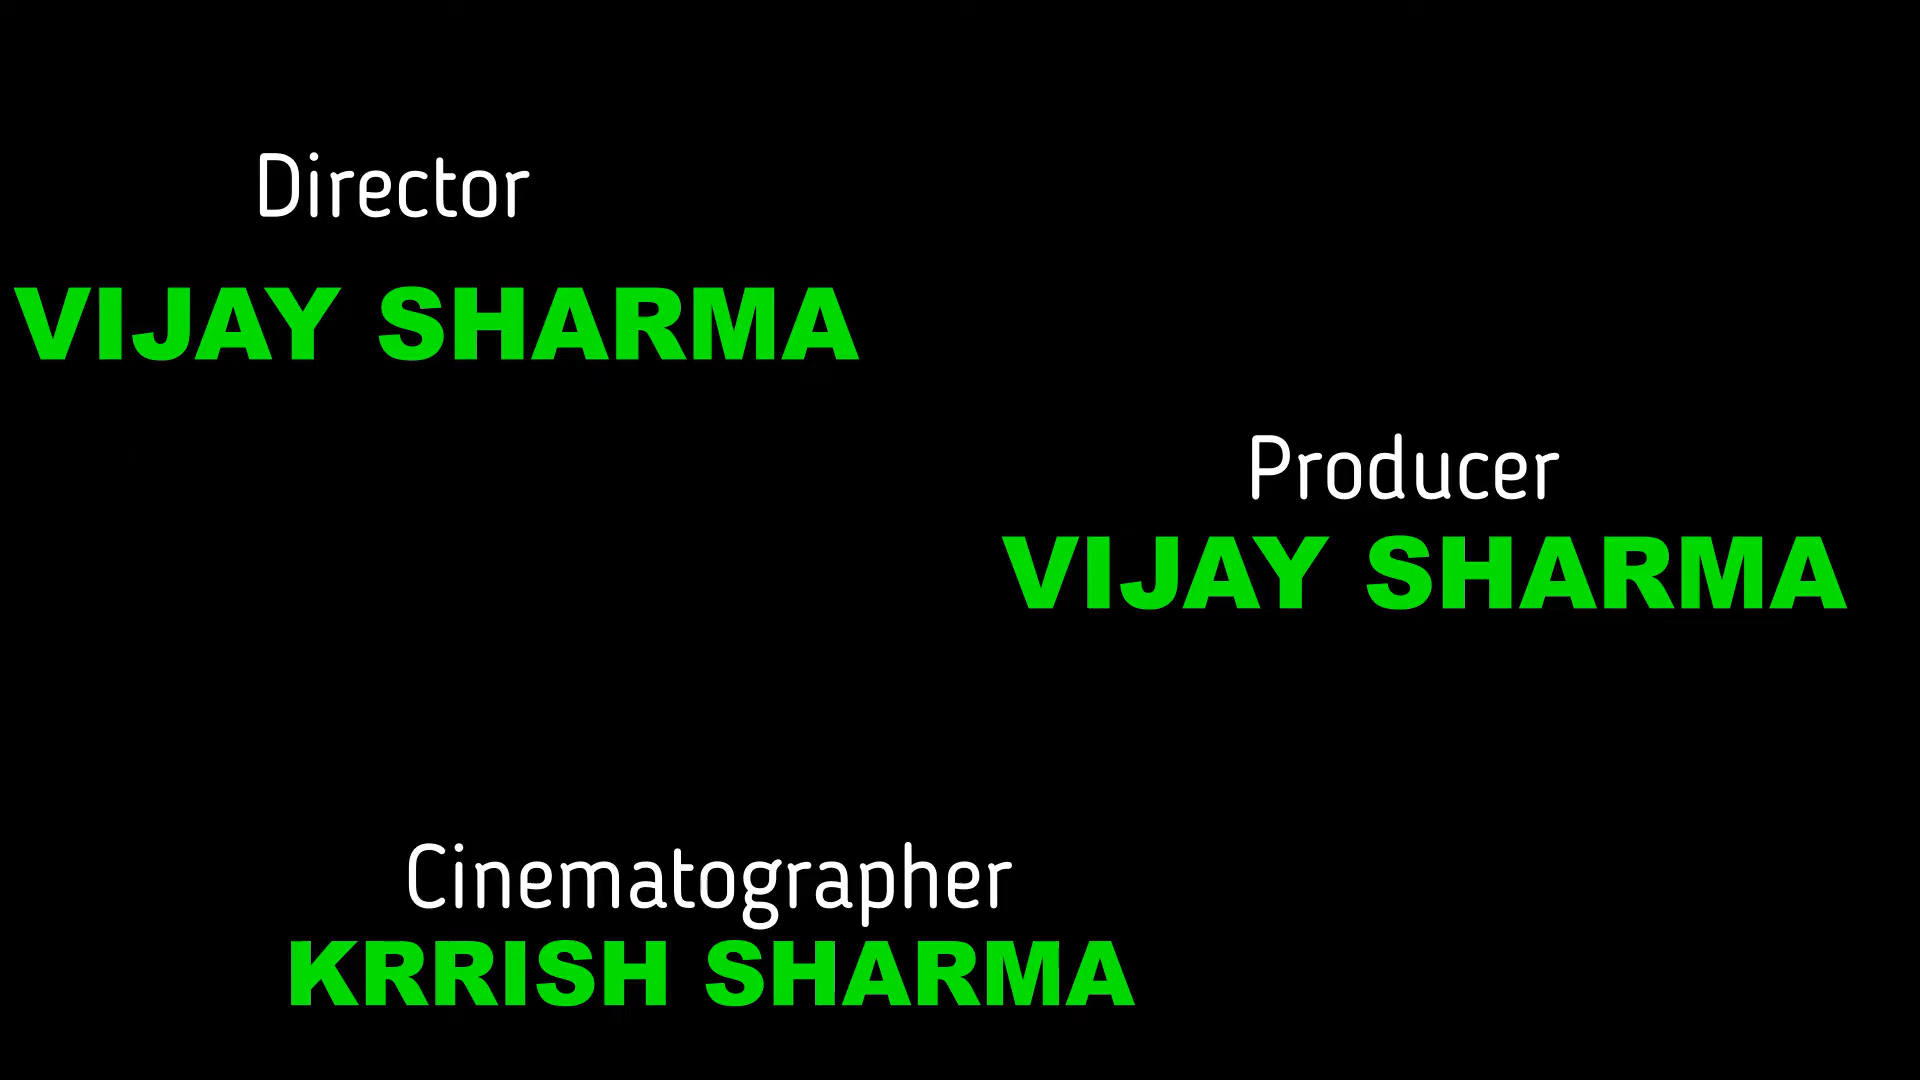 Director
VIJAY SHARMA
Producer
VIJAY SHARMA
Cinematographer
KRRISH SHARMA